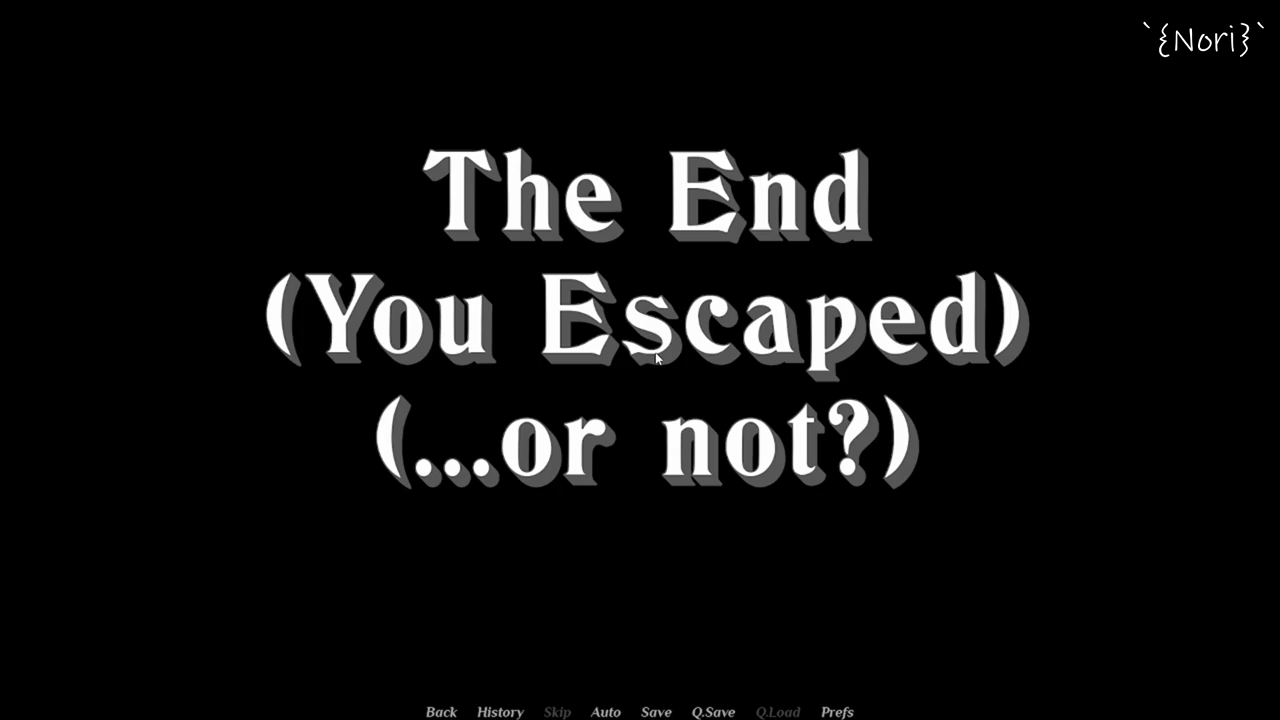 `{Nori}`
The End
(You Escaped)
(...or not?)
Back History Skip Auto Save Q.Save Q.Load Prefs